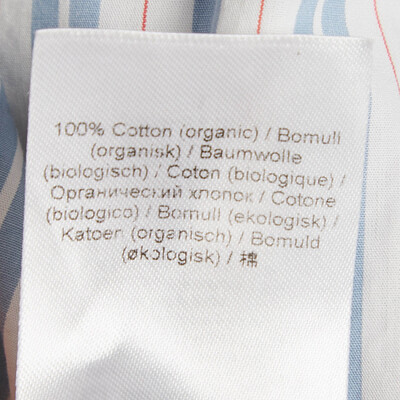 100% Cotton (organic) / Bomull
(organisk) / Baumwolle
(biologisch) / Coton (biologique) /
Органический хлопок / Cotone
(biologico) / Bomull (ekologisk) /
Katoen (organisch) / Bomuld
(økologisk) / 棉